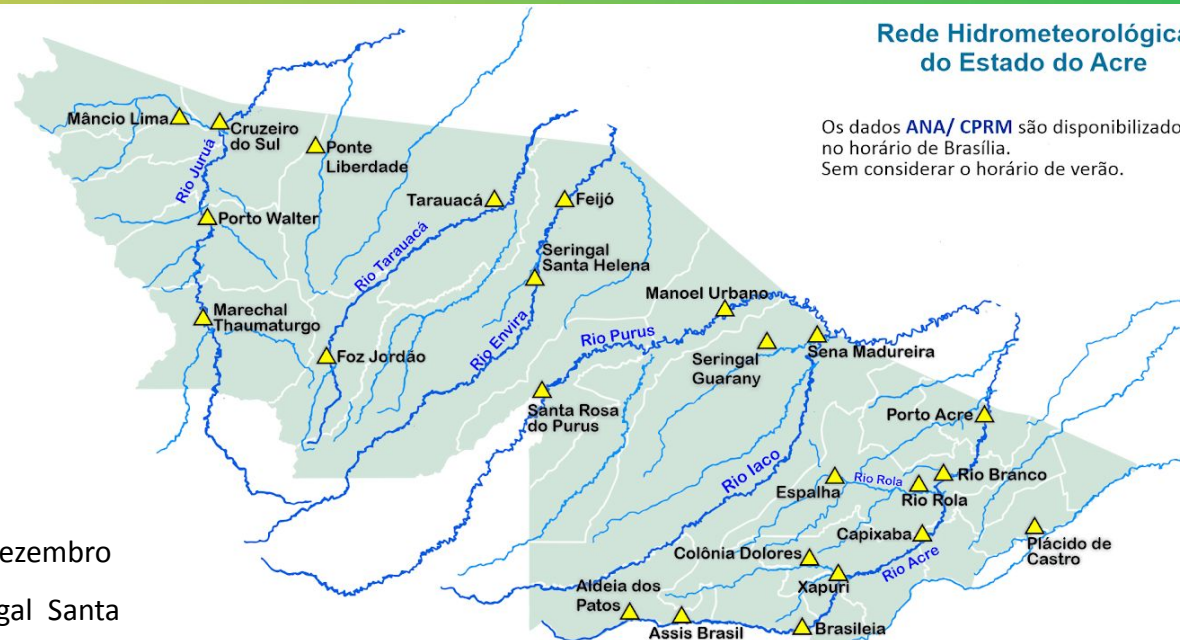 Rede Hidrometeorológica
do Estado do Acre
Os dados ANA/ CPRM são disponibilizado
no horário de Brasília.
Sem considerar o horário de verão.
Mâncio Lima
Cruzeiro
do Sul
Ponte
Liberdade
Rio Juruá
Porto Walter
Tarauacá
Feijó
Rio Tarauacá
Seringal
Santa Helena
Marechal
Thaumaturgo
Foz Jordão
Rio Envira
Manoel Urbano
Rio Purus
Seringal
Guarany
Sena Madureira
Santa Rosa
do Purus
Porto Acre
Rio Iaco
Espalha
Rio Rola
Rio Rola
Rio Branco
Capixaba
Plácido de
Castro
Colônia Dolores
Rio Acre
Xapuri
Aldeia dos
Patos
Assis Brasil
Brasileia
ezembro
gal Santa